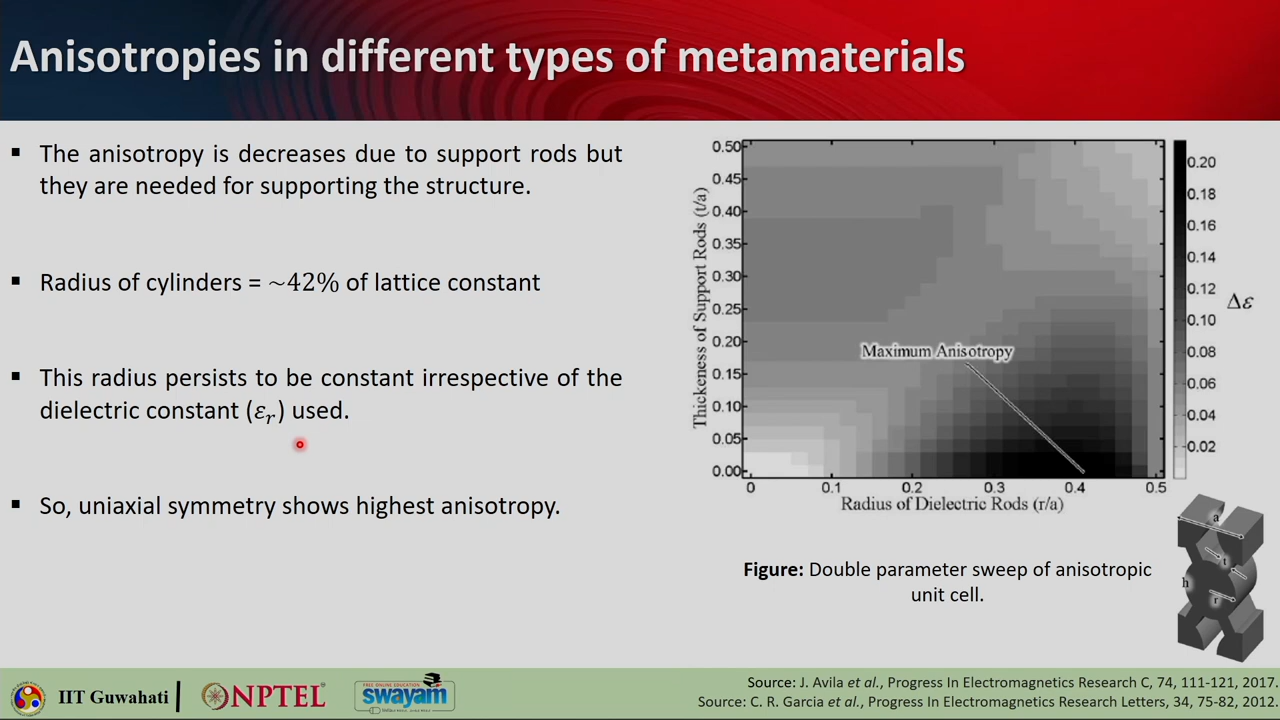 Anisotropies in different types of metamaterials
▪ The anisotropy is decreases due to support rods but
they are needed for supporting the structure.
▪ Radius of cylinders = ~42% of lattice constant
▪ This radius persists to be constant irrespective of the
dielectric constant (εᵣ) used.
▪ So, uniaxial symmetry shows highest anisotropy.
Thickeness of Support Rods (t/a)
0.50
0.45
0.40
0.35
0.30
0.25
0.20
0.15
0.10
0.05
0.00
Maximum Anisotropy
0 0.1 0.2 0.3 0.4 0.5
Radius of Dielectric Rods (r/a)
0.20
0.18
0.16
0.14
0.12
0.10
0.08
0.06
0.04
0.02
Δε
a
t
h
r
Figure: Double parameter sweep of anisotropic
unit cell.
IIT Guwahati
NPTEL
FREE ONLINE EDUCATION
swayam
Source: J. Avila et al., Progress In Electromagnetics Research C, 74, 111-121, 2017.
Source: C. R. Garcia et al., Progress In Electromagnetics Research Letters, 34, 75-82, 2012.